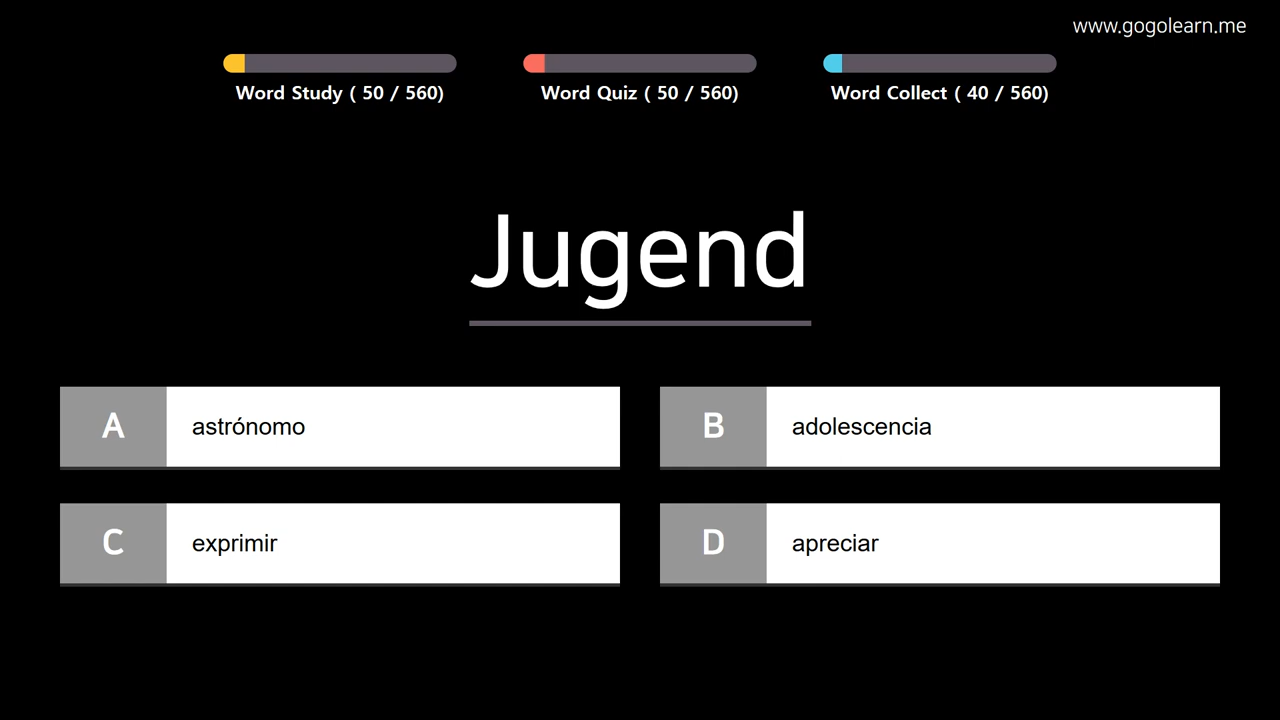 www.gogolearn.me
Word Study ( 50 / 560)
Word Quiz ( 50 / 560)
Word Collect ( 40 / 560)
Jugend
A astrónomo
B adolescencia
C exprimir
D apreciar